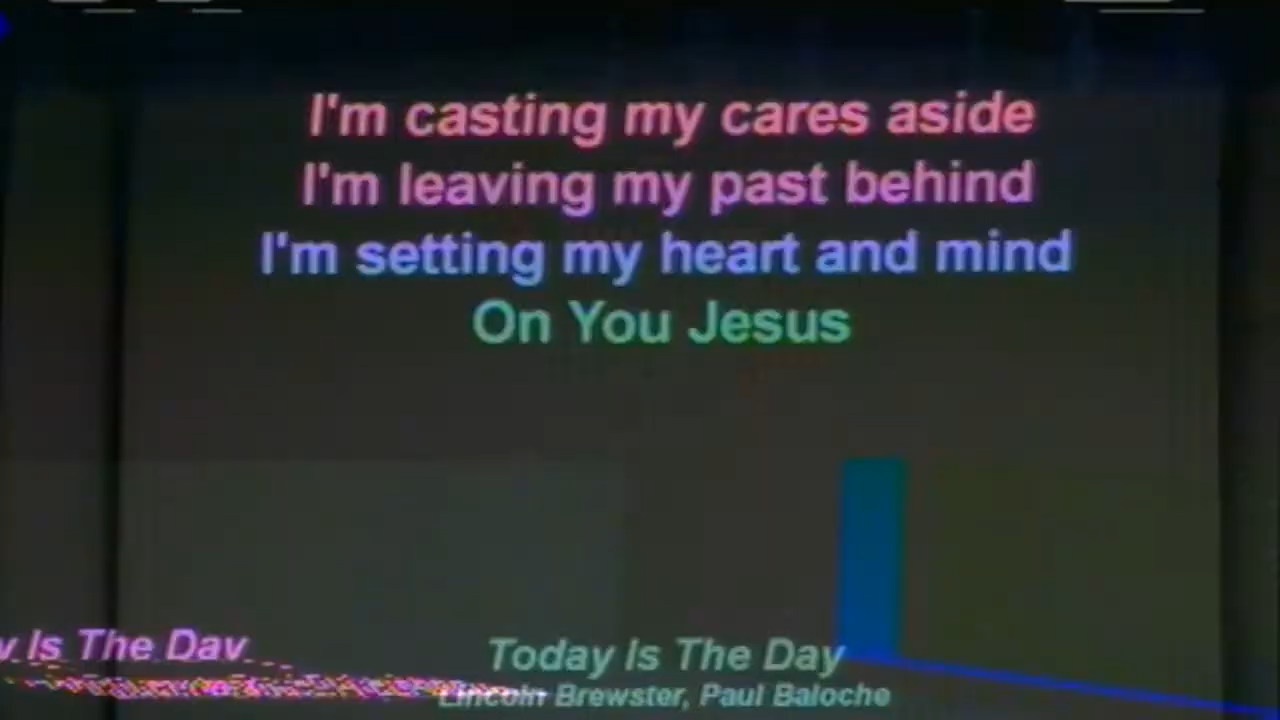 I'm casting my cares aside
I'm leaving my past behind
I'm setting my heart and mind
On You Jesus
Is The Day
Today Is The Day
Lincoln Brewster, Paul Baloche